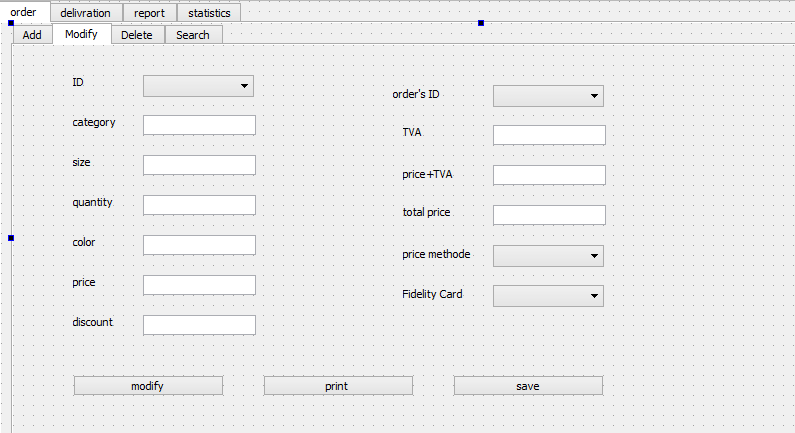 order delivration report statistics
Add Modify Delete Search
ID
category
size
quantity
color
price
discount
order's ID
TVA
price+TVA
total price
price methode
Fidelity Card
modify print save